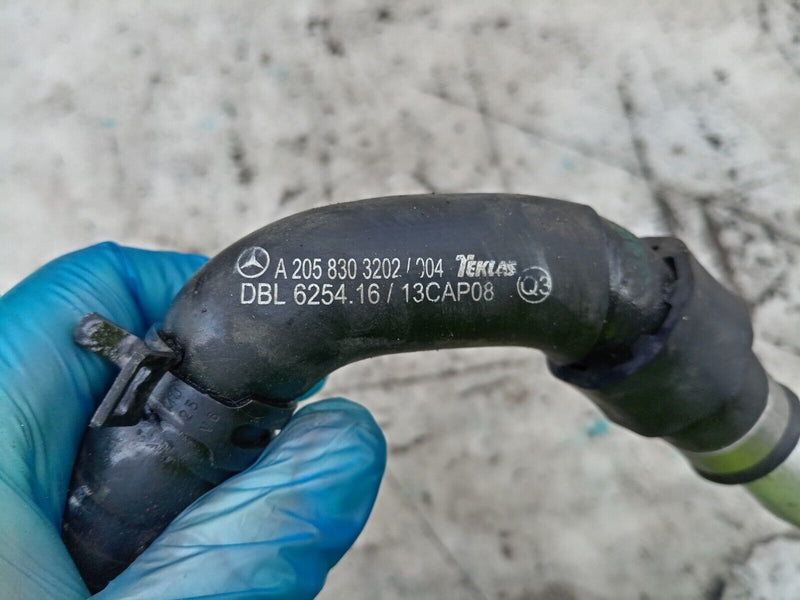 A 205 830 3202 / 004 TEKLAS
DBL 6254.16 / 13CAP08 Q3